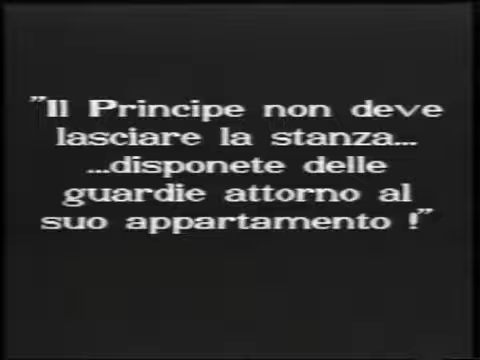 "Il Principe non deve
lasciare la stanza...
...disponete delle
guardie attorno al
suo appartamento !"